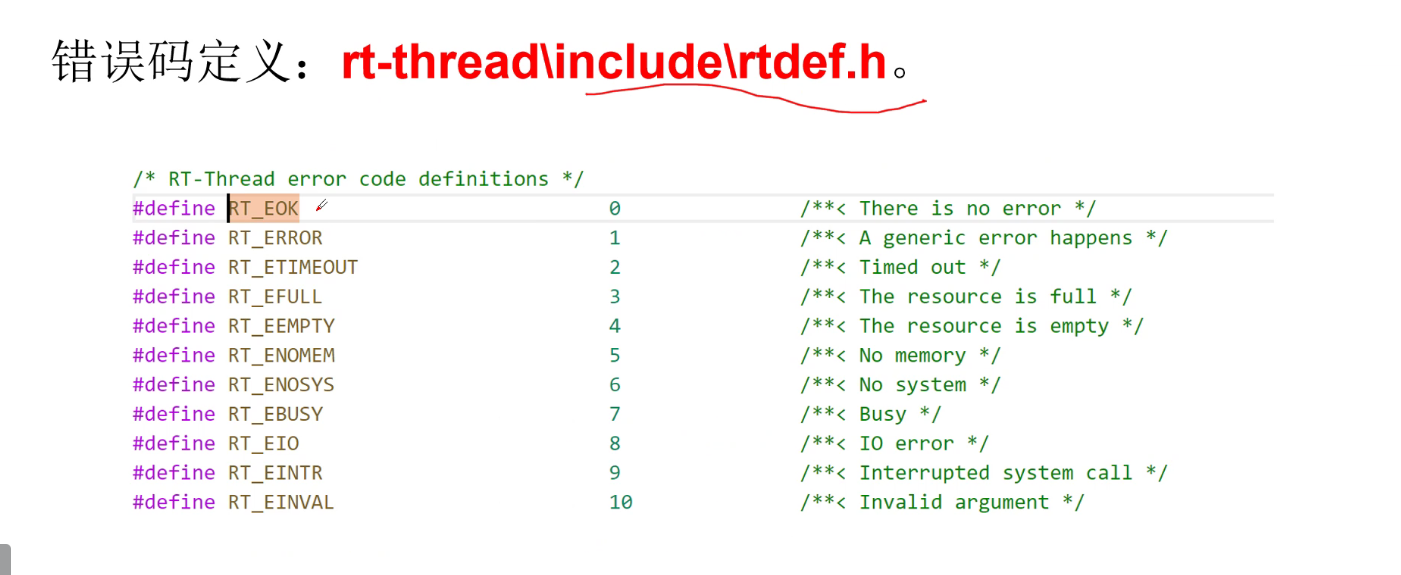 错误码定义：rt-thread\include\rtdef.h。
/* RT-Thread error code definitions */
#define RT_EOK 0 /**< There is no error */
#define RT_ERROR 1 /**< A generic error happens */
#define RT_ETIMEOUT 2 /**< Timed out */
#define RT_EFULL 3 /**< The resource is full */
#define RT_EEMPTY 4 /**< The resource is empty */
#define RT_ENOMEM 5 /**< No memory */
#define RT_ENOSYS 6 /**< No system */
#define RT_EBUSY 7 /**< Busy */
#define RT_EIO 8 /**< IO error */
#define RT_EINTR 9 /**< Interrupted system call */
#define RT_EINVAL 10 /**< Invalid argument */